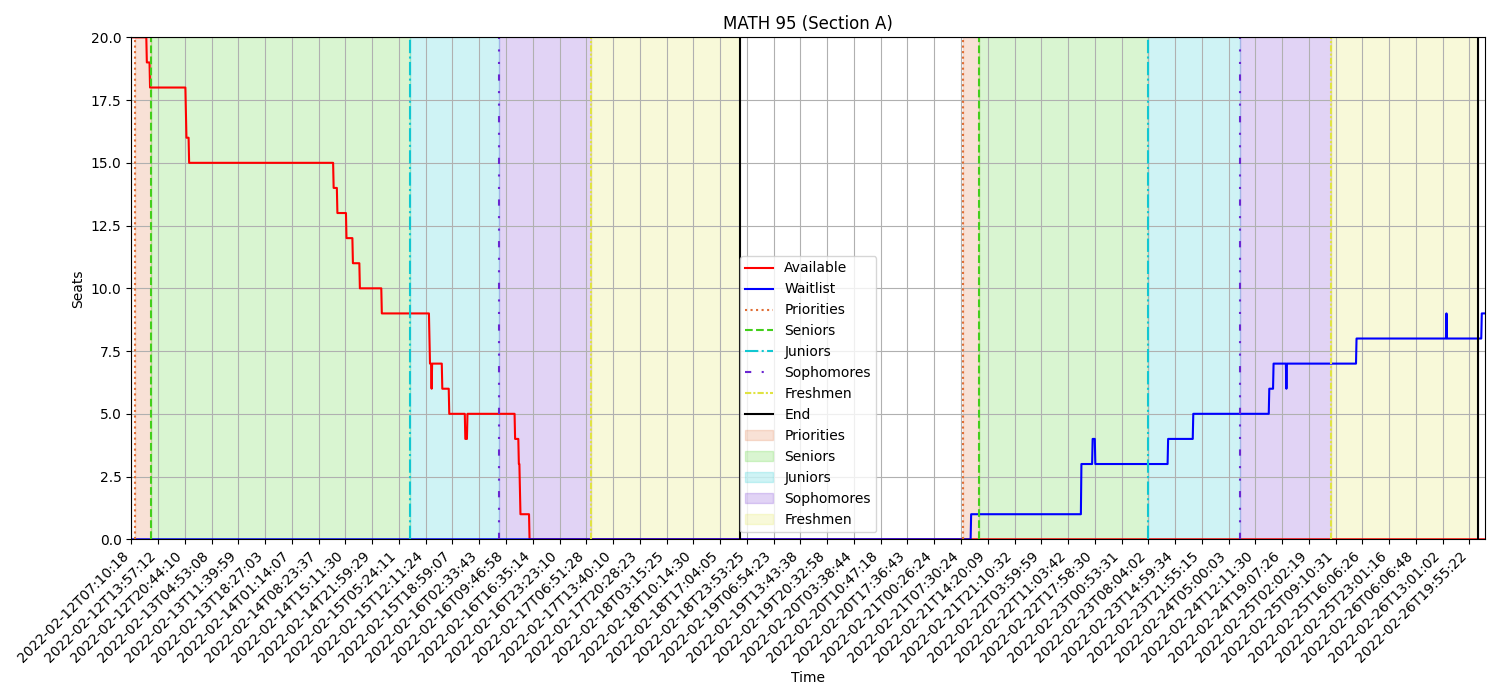 MATH 95 (Section A)
Seats
20.0
17.5
15.0
12.5
10.0
7.5
5.0
2.5
0.0
Available
Waitlist
Priorities
Seniors
Juniors
Sophomores
Freshmen
End
Priorities
Seniors
Juniors
Sophomores
Freshmen
2022-02-12T07:10:18
2022-02-12T13:57:12
2022-02-12T20:44:10
2022-02-13T04:53:08
2022-02-13T11:39:59
2022-02-13T18:27:03
2022-02-14T01:14:07
2022-02-14T08:23:37
2022-02-14T15:11:30
2022-02-14T21:59:29
2022-02-15T05:24:11
2022-02-15T12:11:24
2022-02-15T18:59:07
2022-02-16T02:33:43
2022-02-16T09:46:58
2022-02-16T16:35:14
2022-02-16T23:23:10
2022-02-17T06:51:28
2022-02-17T13:40:16
2022-02-17T20:28:23
2022-02-18T03:15:25
2022-02-18T10:14:30
2022-02-18T17:04:05
2022-02-18T23:53:25
2022-02-19T06:54:23
2022-02-19T13:43:38
2022-02-19T20:32:58
2022-02-20T03:38:44
2022-02-20T10:47:18
2022-02-20T17:36:43
2022-02-21T00:26:24
2022-02-21T07:30:24
2022-02-21T14:20:09
2022-02-21T21:10:32
2022-02-22T03:59:59
2022-02-22T11:03:42
2022-02-22T17:58:30
2022-02-23T00:53:31
2022-02-23T08:04:02
2022-02-23T14:59:34
2022-02-23T21:55:15
2022-02-24T05:00:03
2022-02-24T12:11:30
2022-02-24T19:07:26
2022-02-25T02:02:19
2022-02-25T09:10:31
2022-02-25T16:06:26
2022-02-25T23:01:16
2022-02-26T06:06:48
2022-02-26T13:01:02
2022-02-26T19:55:22
Time